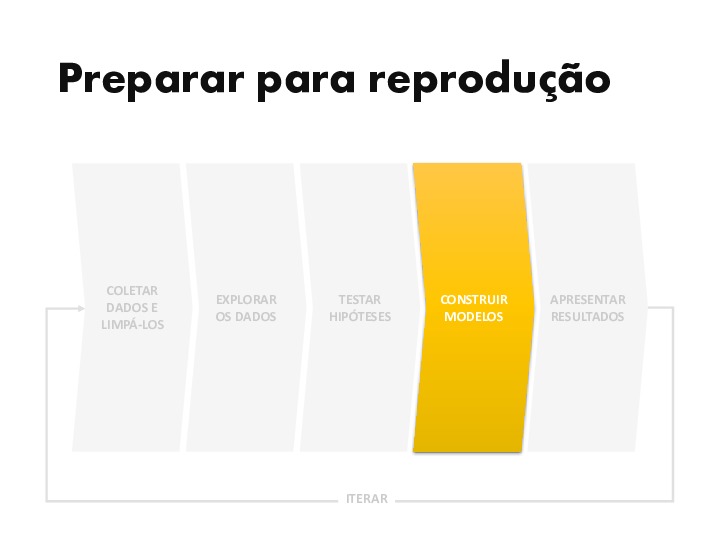 Preparar para reprodução
COLETAR
DADOS E
LIMPÁ-LOS
EXPLORAR
OS DADOS
TESTAR
HIPÓTESES
CONSTRUIR
MODELOS
APRESENTAR
RESULTADOS
ITERAR